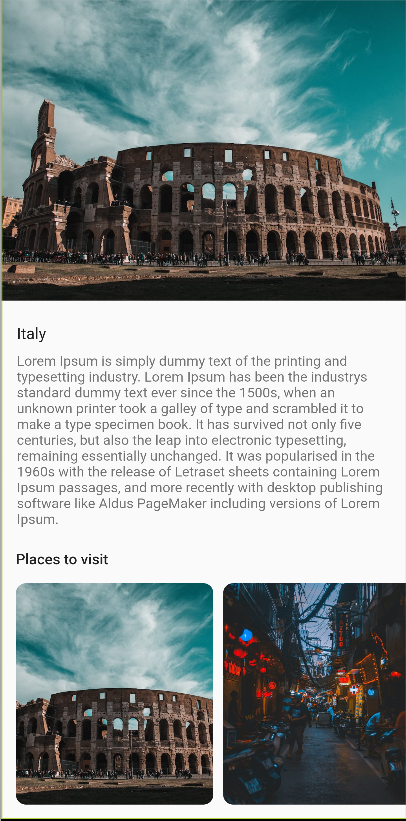 Italy
Lorem Ipsum is simply dummy text of the printing and
typesetting industry. Lorem Ipsum has been the industrys
standard dummy text ever since the 1500s, when an
unknown printer took a galley of type and scrambled it to
make a type specimen book. It has survived not only five
centuries, but also the leap into electronic typesetting,
remaining essentially unchanged. It was popularised in the
1960s with the release of Letraset sheets containing Lorem
Ipsum passages, and more recently with desktop publishing
software like Aldus PageMaker including versions of Lorem
Ipsum.
Places to visit